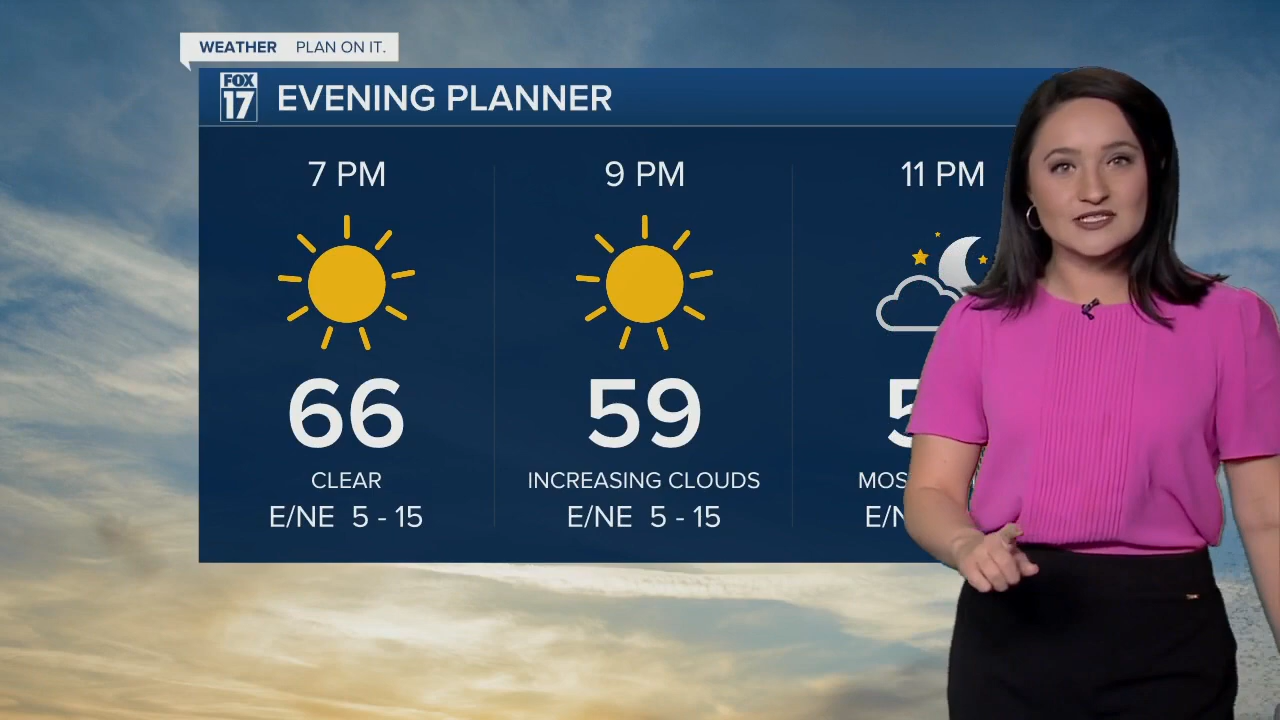 WEATHER PLAN ON IT.
FOX 17 EVENING PLANNER
7 PM 9 PM 11 PM
66 59
CLEAR INCREASING CLOUDS
E/NE 5 - 15 E/NE 5 - 15